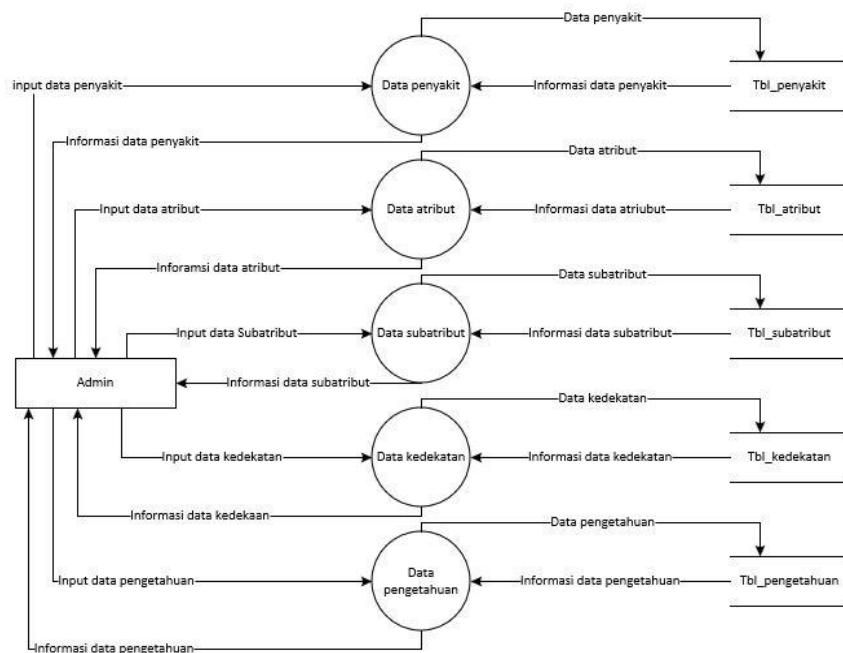 Data penyakit
input data penyakit
Data penyakit
Informasi data penyakit
Tbl_penyakit
Informasi data penyakit
Data atribut
Input data atribut
Data atribut
Informasi data atriubut
Tbl_atribut
Inforamsi data atribut
Data subatribut
Input data Subatribut
Data subatribut
Informasi data subatribut
Tbl_subatribut
Admin
Informasi data subatribut
Data kedekatan
Input data kedekatan
Data kedekatan
Informasi data kedekatan
Tbl_kedekatan
Informasi data kedekaan
Data pengetahuan
Input data pengetahuan
Data
pengetahuan
Informasi data pengetahuan
Tbl_pengetahuan
Informasi data pengetahuan